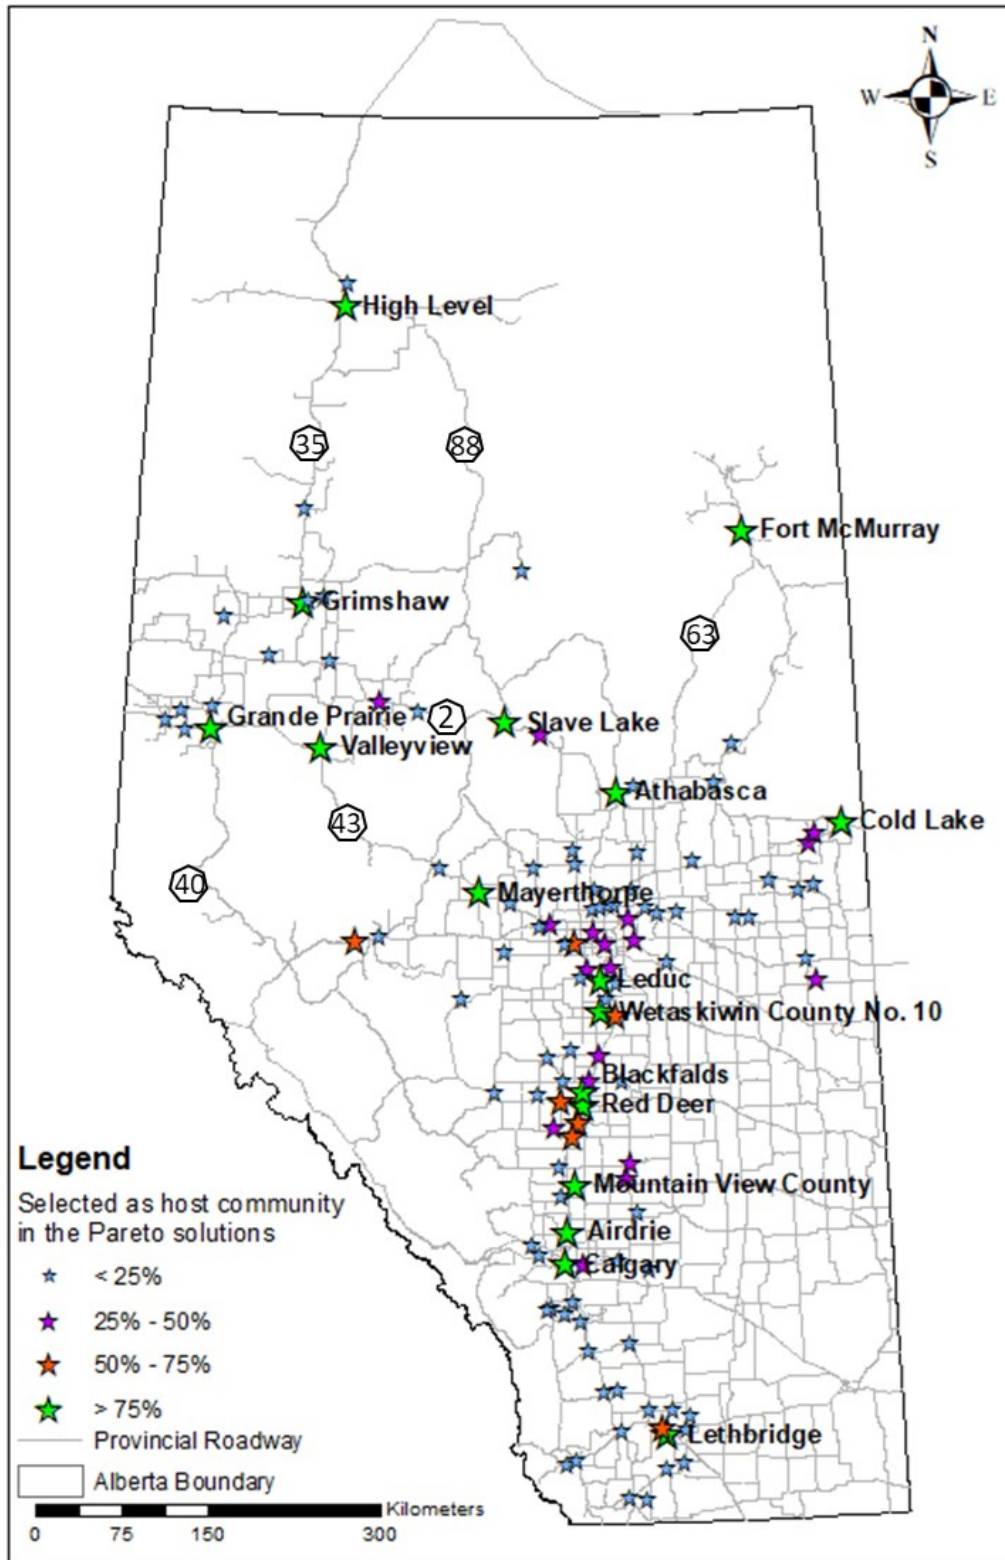 N
W E
S
High Level
35
88
Fort McMurray
Grimshaw
63
Grande Prairie
2
Slave Lake
Valleyview
Athabasca
43
Cold Lake
40
Mayerthorpe
Leduc
Wetaskiwin County No. 10
Blackfalds
Red Deer
Mountain View County
Airdrie
Calgary
Lethbridge
Legend
Selected as host community
in the Pareto solutions
< 25%
25% - 50%
50% - 75%
> 75%
Provincial Roadway
Alberta Boundary
Kilometers
0 75 150 300